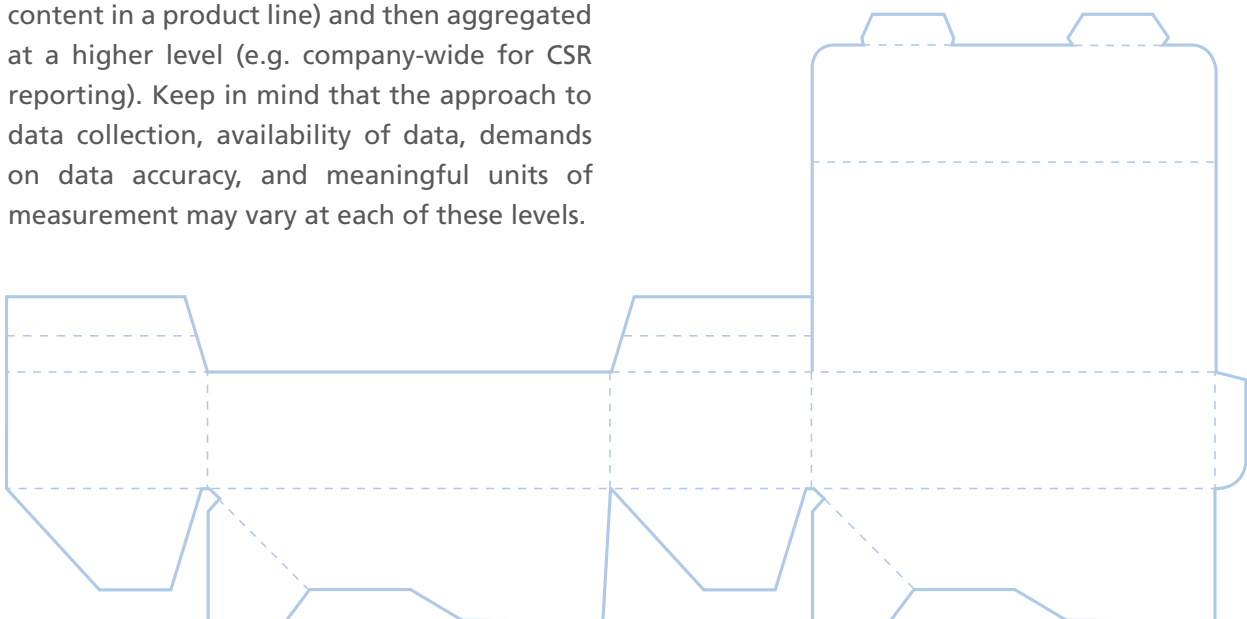 content in a product line) and then aggregated
at a higher level (e.g. company-wide for CSR
reporting). Keep in mind that the approach to
data collection, availability of data, demands
on data accuracy, and meaningful units of
measurement may vary at each of these levels.